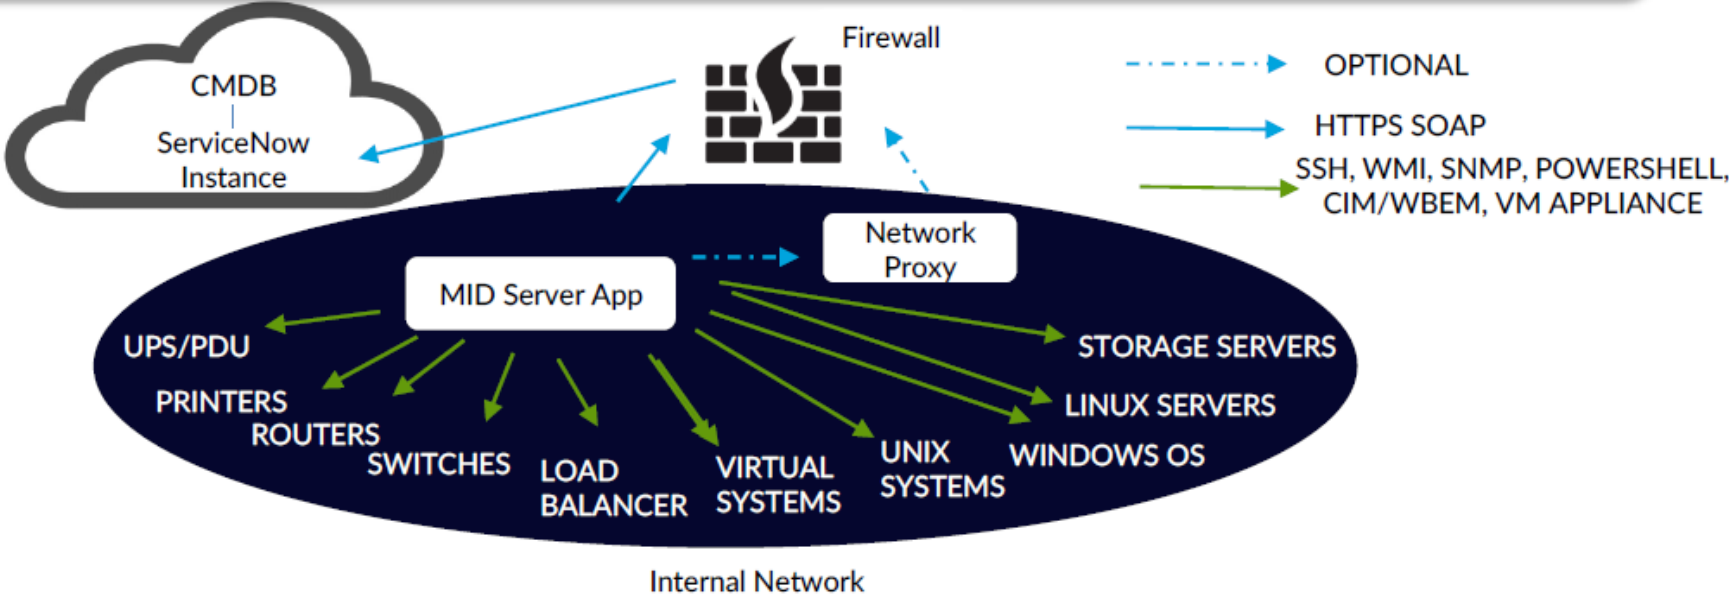 Firewall
CMDB
ServiceNow
Instance
OPTIONAL
HTTPS SOAP
SSH, WMI, SNMP, POWERSHELL,
CIM/WBEM, VM APPLIANCE
Network
Proxy
MID Server App
UPS/PDU
PRINTERS
ROUTERS
SWITCHES
LOAD
BALANCER
VIRTUAL
SYSTEMS
UNIX
SYSTEMS
WINDOWS OS
LINUX SERVERS
STORAGE SERVERS
Internal Network